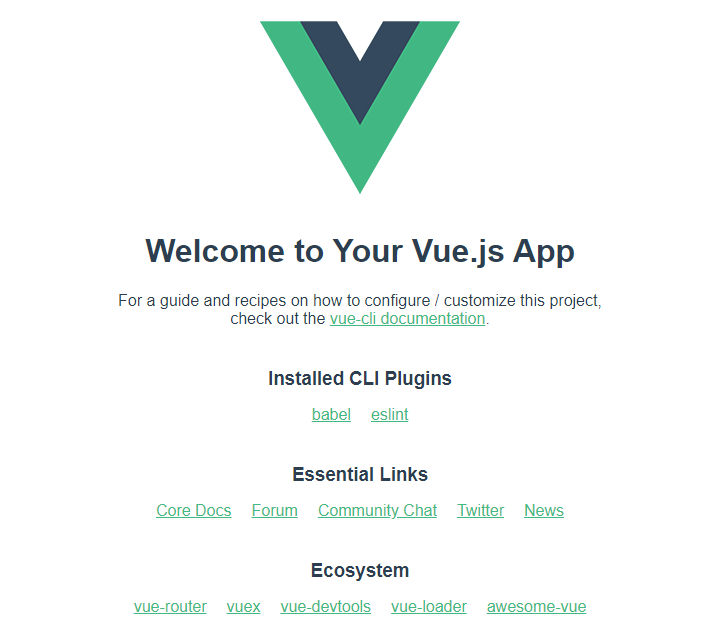 Welcome to Your Vue.js App
For a guide and recipes on how to configure / customize this project,
check out the vue-cli documentation.
Installed CLI Plugins
babel eslint
Essential Links
Core Docs Forum Community Chat Twitter News
Ecosystem
vue-router vuex vue-devtools vue-loader awesome-vue